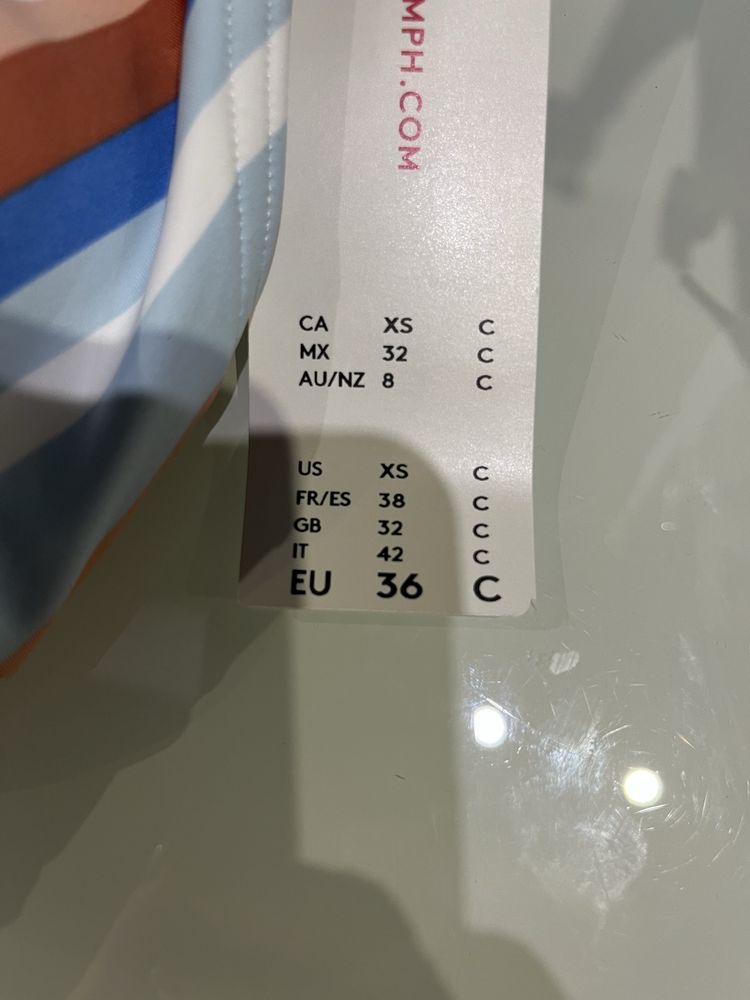 MPH.COM
CA XS C
MX 32 C
AU/NZ 8 C
US XS C
FR/ES 38 C
GB 32 C
IT 42 C
EU 36 C